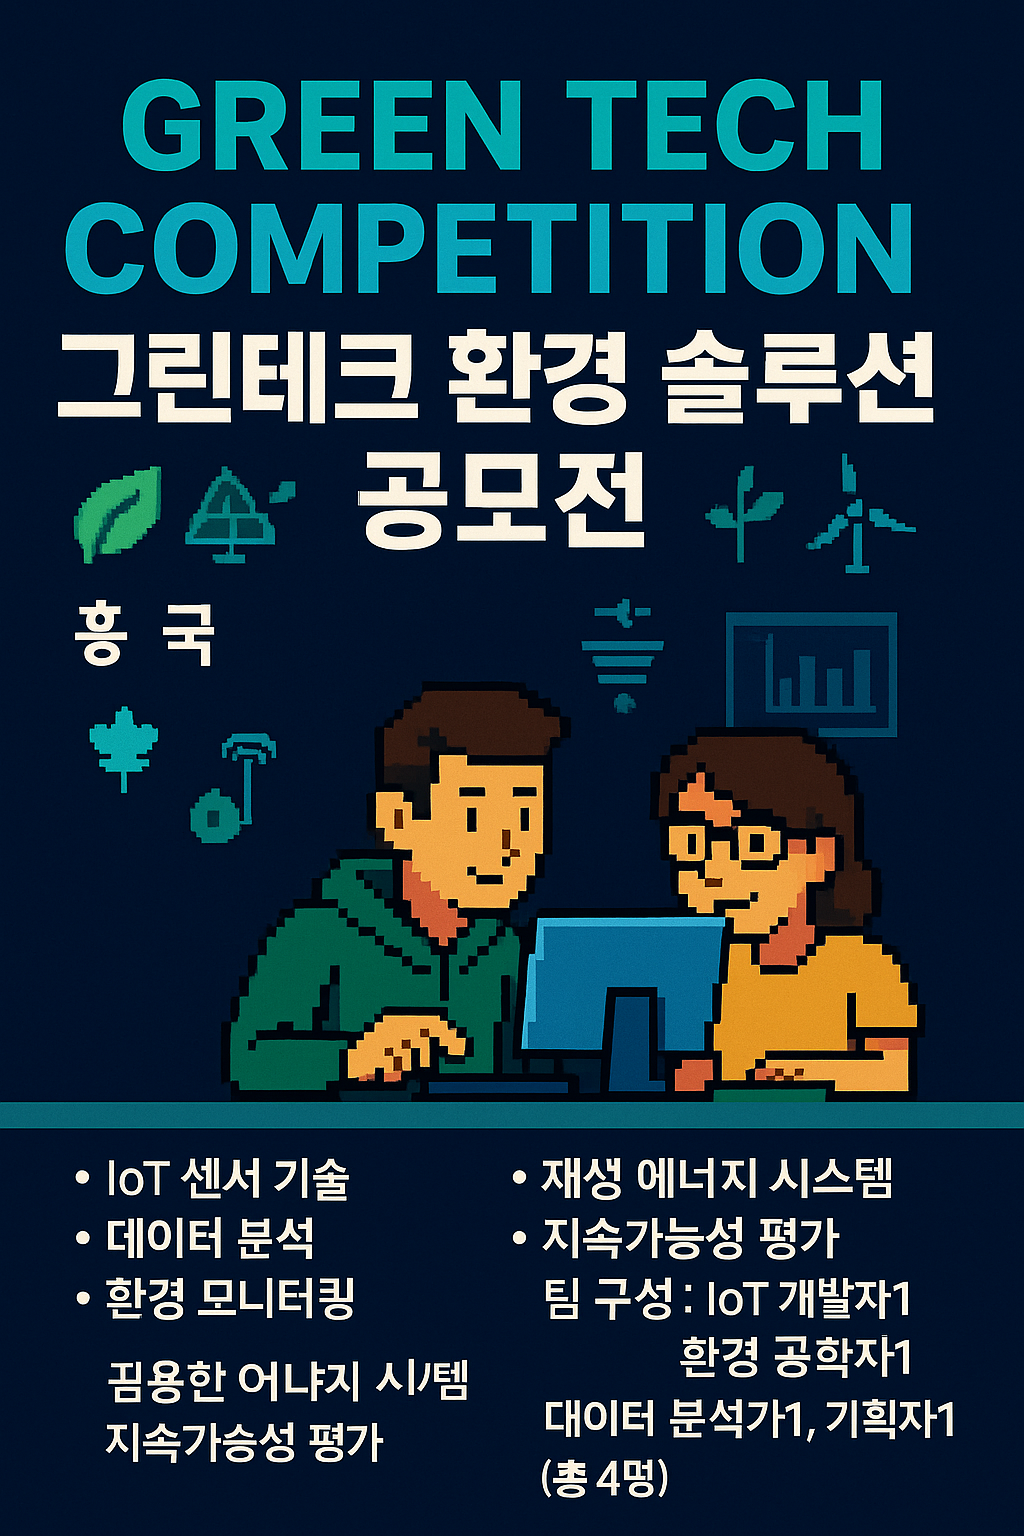 GREEN TECH
COMPETITION
그린테크 환경 솔루션
공모전
흥 국
• IoT 센서 기술
• 데이터 분석
• 환경 모니터링
낌용한 어냐지 시/템
지속가승성 평가
• 재생 에너지 시스템
• 지속가능성 평가
팀 구성 : IoT 개발자1
환경 공학자1
대이터 분석가1, 기획자1
(총 4명)